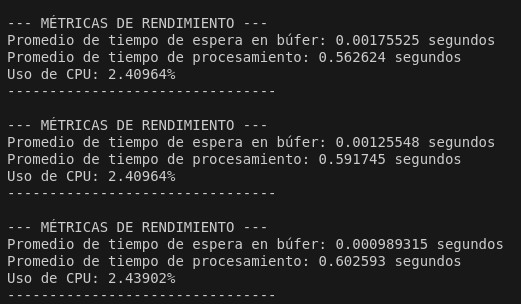 --- MÉTRICAS DE RENDIMIENTO ---
Promedio de tiempo de espera en búfer: 0.00175525 segundos
Promedio de tiempo de procesamiento: 0.562624 segundos
Uso de CPU: 2.40964%
--------------------------------
--- MÉTRICAS DE RENDIMIENTO ---
Promedio de tiempo de espera en búfer: 0.00125548 segundos
Promedio de tiempo de procesamiento: 0.591745 segundos
Uso de CPU: 2.40964%
--------------------------------
--- MÉTRICAS DE RENDIMIENTO ---
Promedio de tiempo de espera en búfer: 0.000989315 segundos
Promedio de tiempo de procesamiento: 0.602593 segundos
Uso de CPU: 2.43902%
--------------------------------